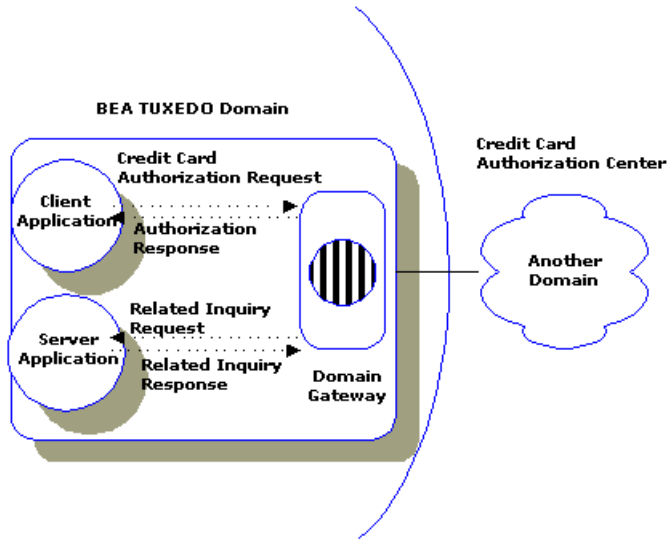 BEA TUXEDO Domain
Credit Card
Authorization Request
Client
Application
Authorization
Response
Related Inquiry
Request
Server
Application
Related Inquiry
Response
Domain
Gateway
Credit Card
Authorization Center
Another
Domain